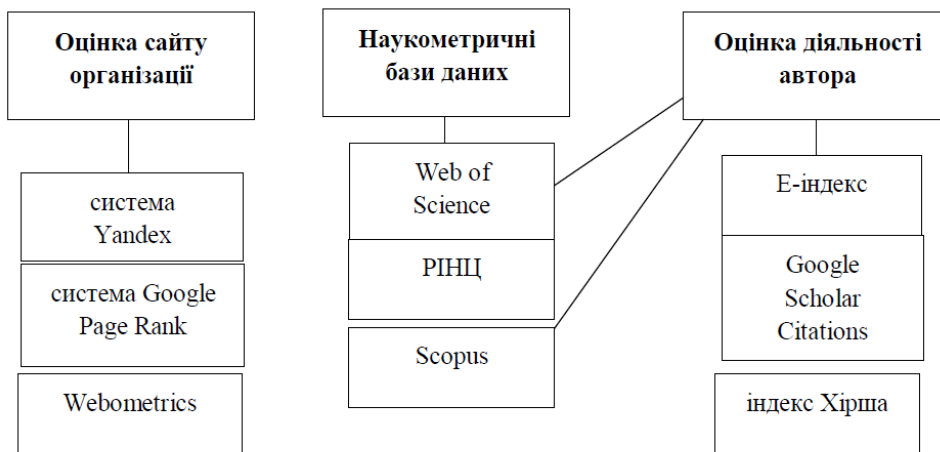 Оцінка сайту
організації
система
Yandex
система Google
Page Rank
Webometrics
Наукометричні
бази даних
Web of
Science
РІНЦ
Scopus
Оцінка діяльності
автора
Е-індекс
Google
Scholar
Citations
індекс Хірша